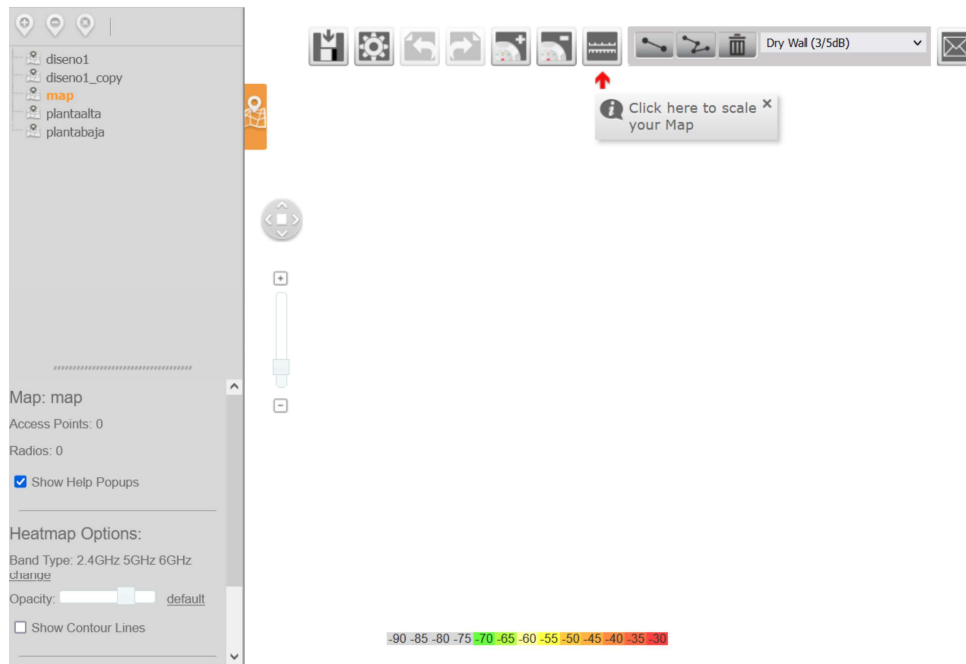 diseno1
diseno1_copy
map
plantaalta
plantabaja
Dry Wall (3/5dB)
Click here to scale
your Map
Map: map
Access Points: 0
Radios: 0
Show Help Popups
Heatmap Options:
Band Type: 2.4GHz 5GHz 6GHz
change
Opacity:
default
Show Contour Lines
-90 -85 -80 -75 -70 -65 -60 -55 -50 -45 -40 -35 -30